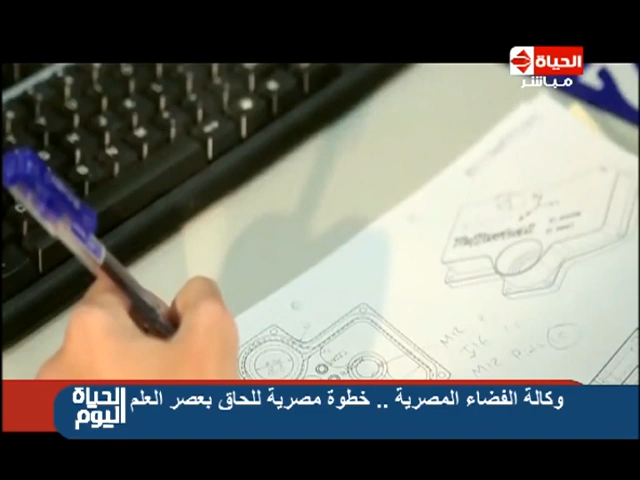 الحياة
مباشر
وكالة الفضاء المصرية .. خطوة مصرية للحاق بعصر العلم
الحياة
اليوم